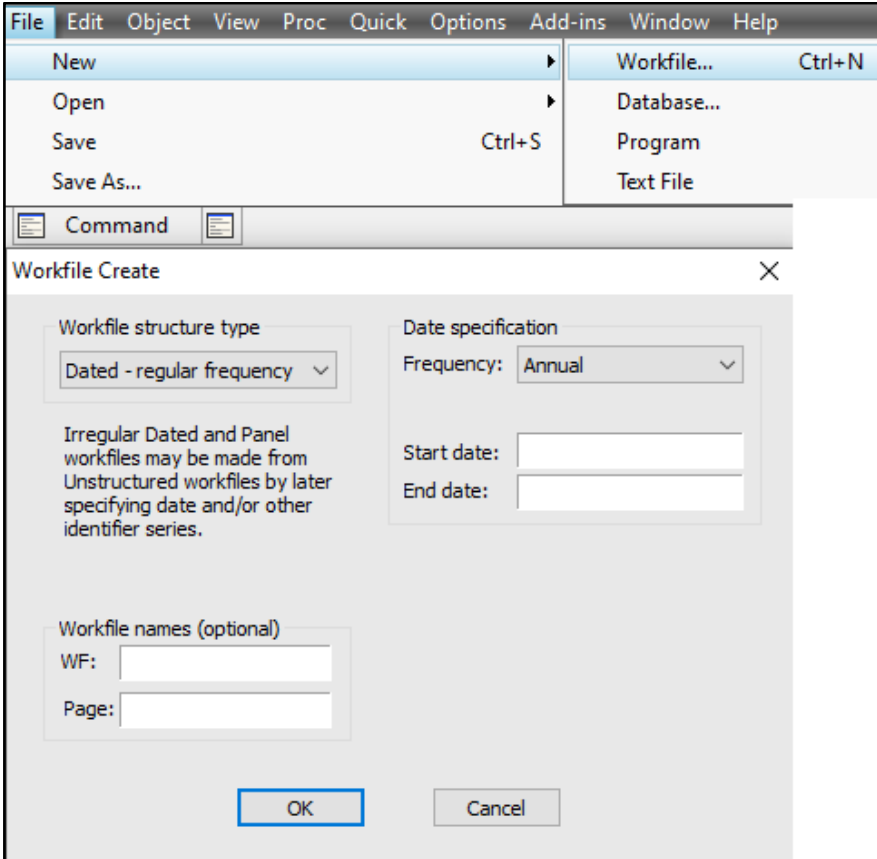 File Edit Object View Proc Quick Options Add-ins Window Help
New Workfile... Ctrl+N
Open Database...
Save Ctrl+S Program
Save As... Text File
Command
Workfile Create
Workfile structure type
Dated - regular frequency
Irregular Dated and Panel
workfiles may be made from
Unstructured workfiles by later
specifying date and/or other
identifier series.
Date specification
Frequency: Annual
Start date:
End date:
Workfile names (optional)
WF:
Page:
OK Cancel